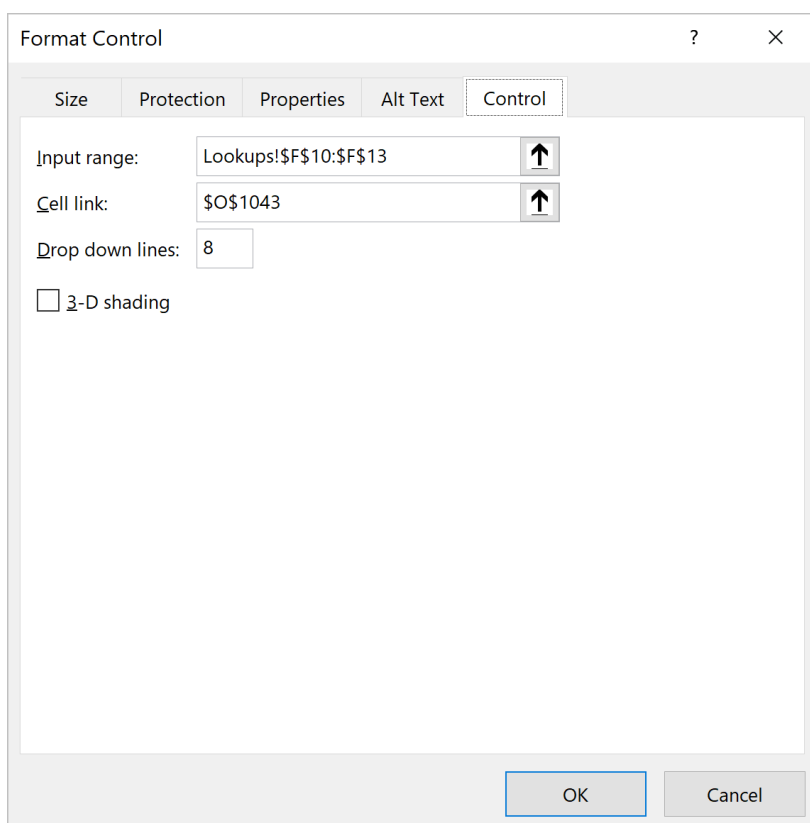 Format Control ? ×
Size Protection Properties Alt Text Control
Input range: Lookups!$F$10:$F$13
Cell link: $O$1043
Drop down lines: 8
3-D shading
OK Cancel